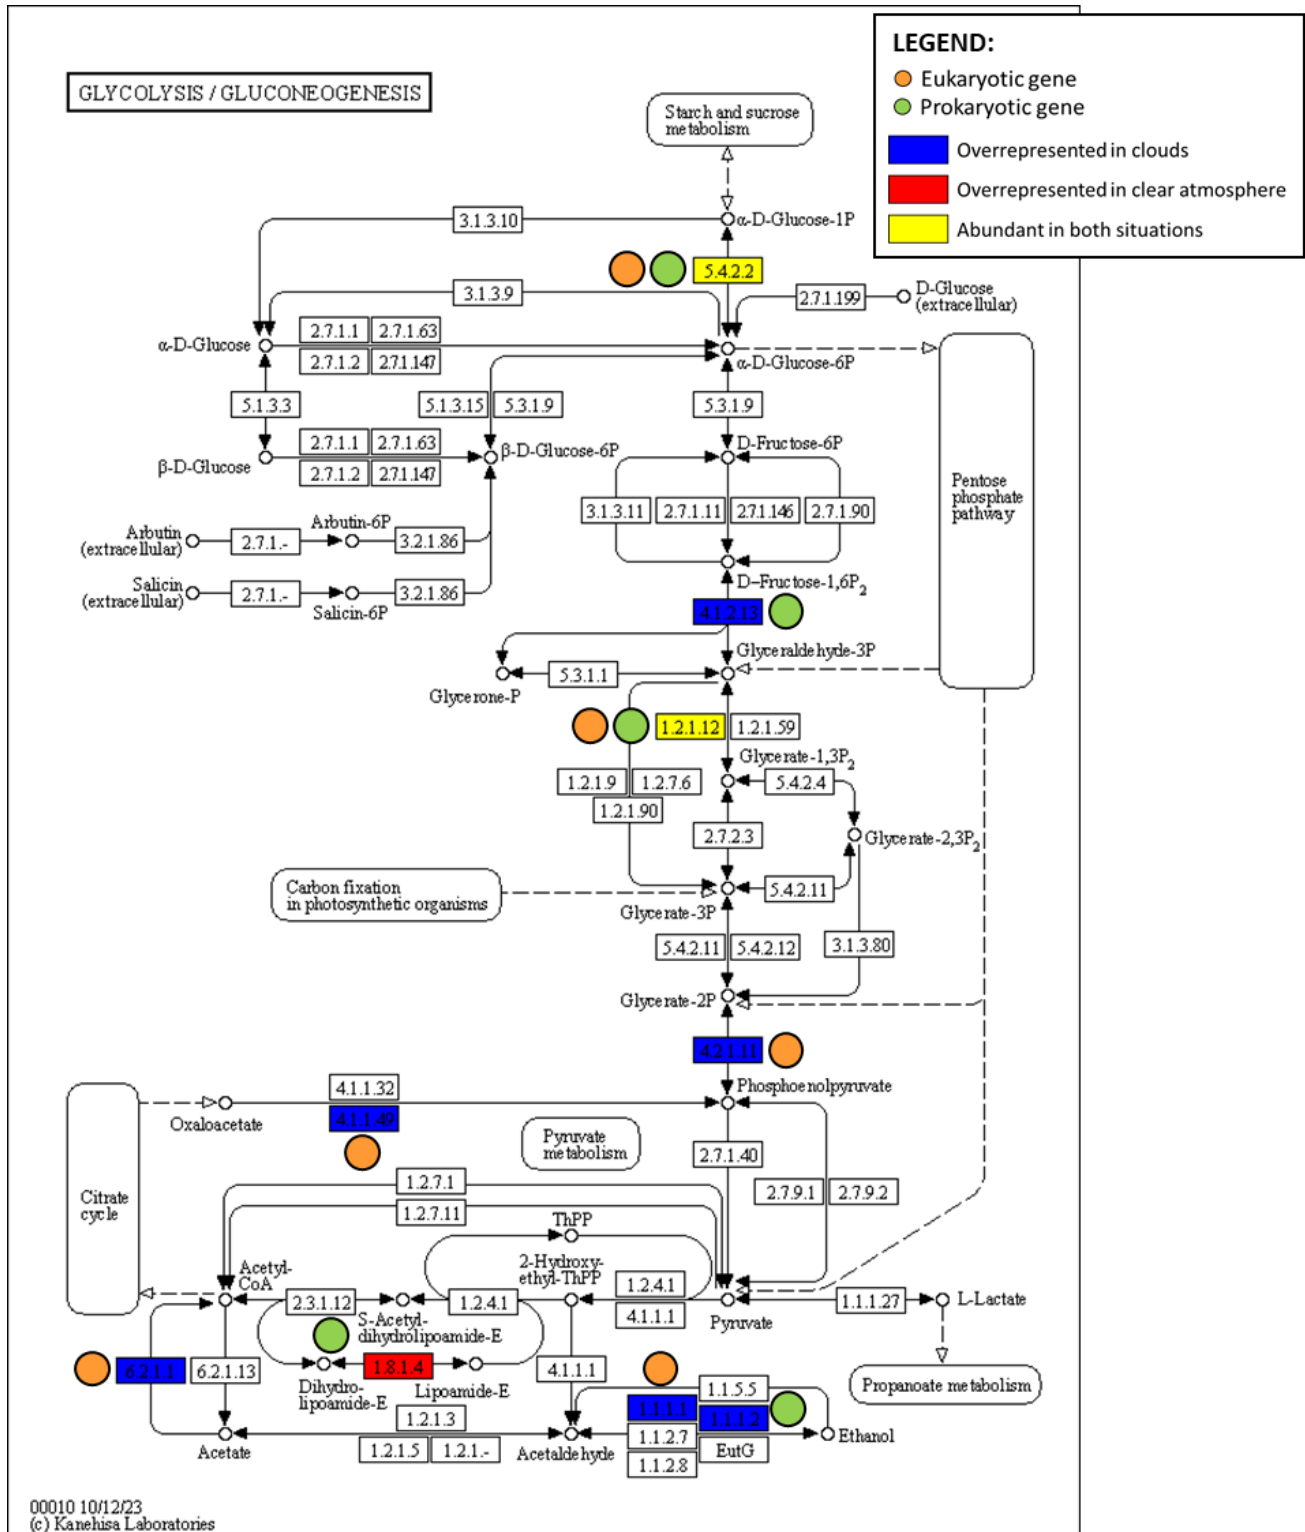 LEGEND:
Eukaryotic gene
Prokaryotic gene
Overrepresented in clouds
Overrepresented in clear atmosphere
Abundant in both situations
GLYCOLYSIS / GLUCONEOGENESIS
Starch and sucrose
metabolism
3.1.3.10
α-D-Glucose-1P
5.4.2.2
3.1.3.9
2.7.1.199
D-Glucose
(extracellular)
2.7.1.1 2.7.1.63
α-D-Glucose
2.7.1.2 2.7.1.147
α-D-Glucose-6P
5.1.3.3
5.1.3.15 5.3.1.9
5.3.1.9
2.7.1.1 2.7.1.63
β-D-Glucose
2.7.1.2 2.7.1.147
β-D-Glucose-6P
D-Fructose-6P
Pentose
phosphate
pathway
3.1.3.11 2.7.1.11 2.7.1.146 2.7.1.90
Arbutin
(extracellular)
2.7.1.-
Arbutin-6P
3.2.1.86
Salicin
(extracellular)
2.7.1.-
Salicin-6P
3.2.1.86
D-Fructose-1,6P2
4.1.2.13
Glyceraldehyde-3P
5.3.1.1
Glycerone-P
1.2.1.12 1.2.1.59
Glycerate-1,3P2
1.2.1.9 1.2.7.6
1.2.1.90
5.4.2.4
2.7.2.3
Glycerate-2,3P2
Carbon fixation
in photosynthetic organisms
5.4.2.11
Glycerate-3P
5.4.2.11 5.4.2.12
3.1.3.80
Glycerate-2P
4.2.1.11
Phosphoenolpyruvate
4.1.1.32
Oxaloacetate
4.1.1.49
Pyruvate
metabolism
2.7.1.40
Citrate
cycle
1.2.7.1
1.2.7.11
2.7.9.1 2.7.9.2
ThPP
2-Hydroxy-
ethyl-ThPP
Acetyl-
CoA
2.3.1.12
1.2.4.1
1.2.4.1
4.1.1.1
Pyruvate
1.1.1.27
L-Lactate
S-Acetyl-
dihydrolipoamide-E
6.2.1.1 6.2.1.13
1.8.1.4
Dihydro-
lipoamide-E
Lipoamide-E
4.1.1.1
Propanoate metabolism
1.1.5.5
1.1.1.1 1.1.1.2
1.1.2.7 EutG
1.1.2.8
Ethanol
1.2.1.3
Acetate
1.2.1.5 1.2.1.-
Acetaldehyde
00010 10/12/23
(c) Kanehisa Laboratories